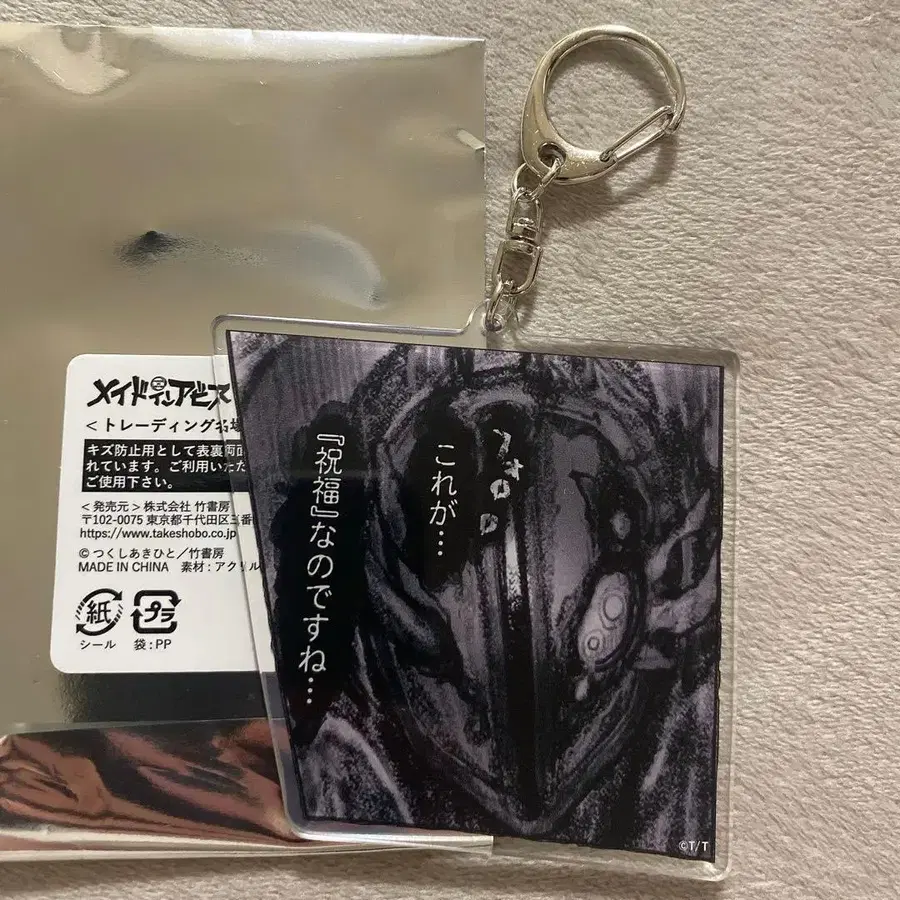 メイドインアビス
<トレーディング名場
キズ防止用として表裏両面
れています。ご利用いただ
ご使用下さい。
<発売元>株式会社 竹書房
〒102-0075 東京都千代田区三番
https://www.takeshobo.co.jp
© つくしあきひと／竹書房
MADE IN CHINA 素材：アクリル
紙
シール
プラ
袋：PP
これが…
『祝福』なのですね…
©T/T